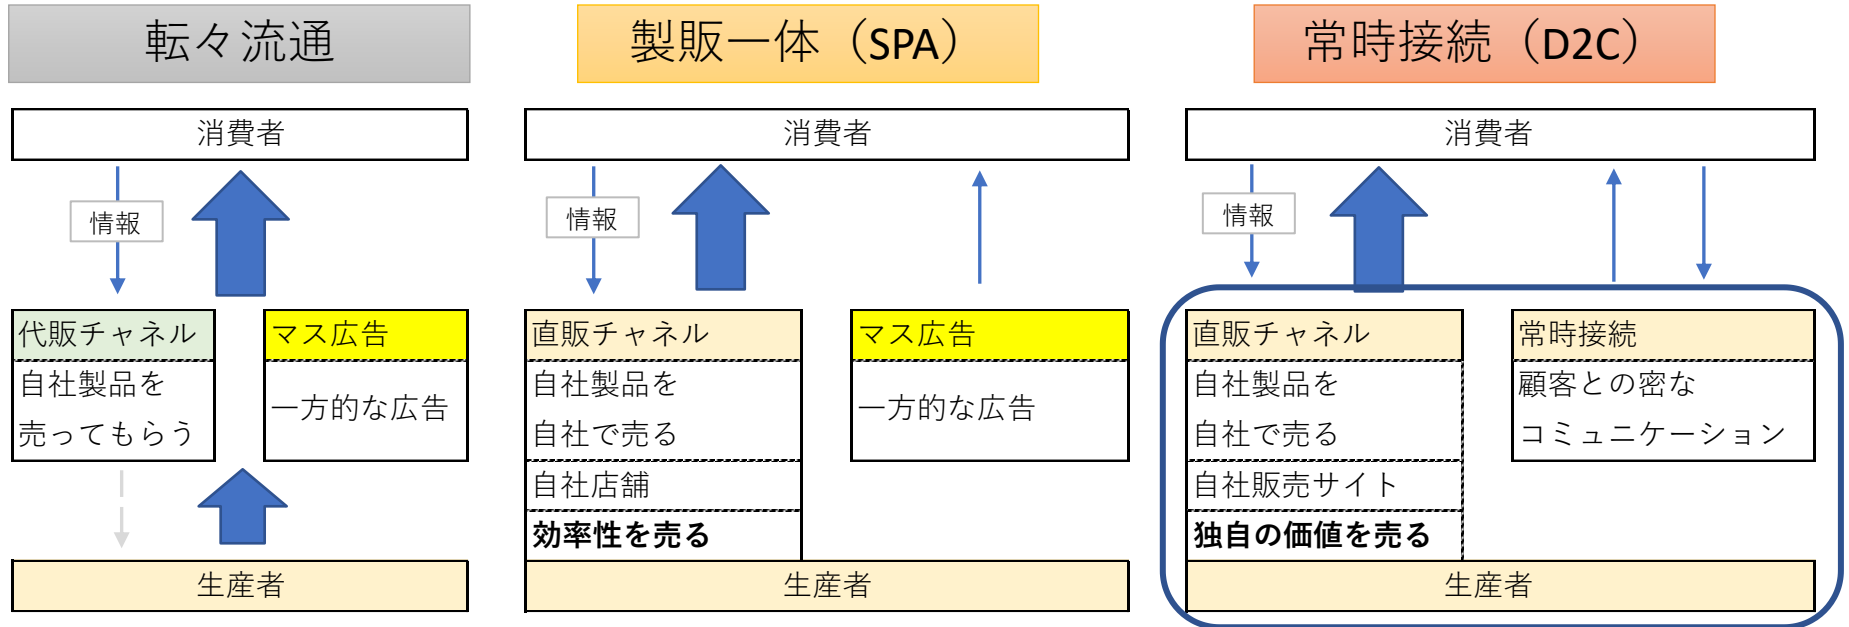 転々流通
消費者
情報
代販チャネル
自社製品を
売ってもらう
マス広告
一方的な広告
生産者
製販一体（SPA）
消費者
情報
直販チャネル
自社製品を
自社で売る
自社店舗
効率性を売る
マス広告
一方的な広告
生産者
常時接続（D2C）
消費者
情報
直販チャネル
自社製品を
自社で売る
自社販売サイト
独自の価値を売る
常時接続
顧客との密な
コミュニケーション
生産者